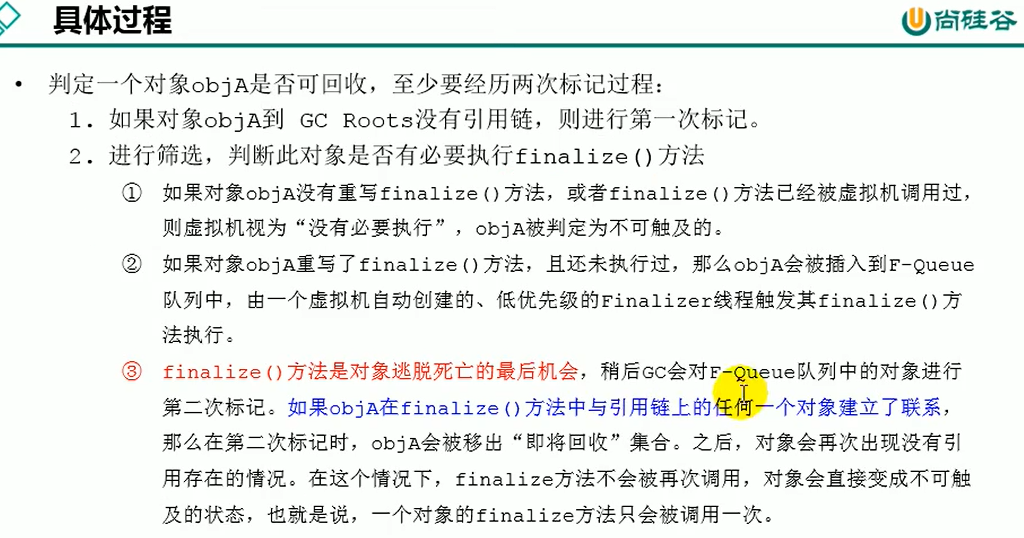 具体过程
尚硅谷
• 判定一个对象objA是否可回收，至少要经历两次标记过程：
1. 如果对象objA到 GC Roots没有引用链，则进行第一次标记。
2. 进行筛选，判断此对象是否有必要执行finalize()方法
① 如果对象objA没有重写finalize()方法，或者finalize()方法已经被虚拟机调用过，
则虚拟机视为“没有必要执行”，objA被判定为不可触及的。
② 如果对象objA重写了finalize()方法，且还未执行过，那么objA会被插入到F-Queue
队列中，由一个虚拟机自动创建的、低优先级的Finalizer线程触发其finalize()方
法执行。
③ finalize()方法是对象逃脱死亡的最后机会，稍后GC会对F-Queue队列中的对象进行
第二次标记。如果objA在finalize()方法中与引用链上的任何一个对象建立了联系，
那么在第二次标记时，objA会被移出“即将回收”集合。之后，对象会再次出现没有引
用存在的情况。在这个情况下，finalize方法不会被再次调用，对象会直接变成不可触
及的状态，也就是说，一个对象的finalize方法只会被调用一次。